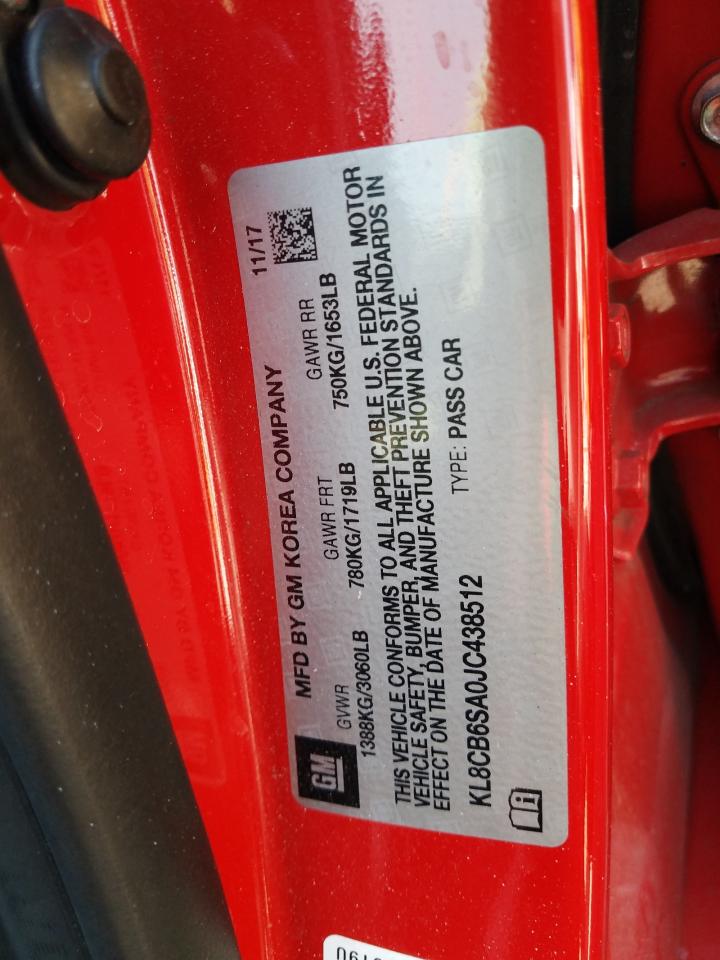 MFD BY GM KOREA COMPANY 11/17
GM
GVWR GAWR FRT GAWR RR
1388KG/3060LB 780KG/1719LB 750KG/1653LB
THIS VEHICLE CONFORMS TO ALL APPLICABLE U.S. FEDERAL MOTOR
VEHICLE SAFETY, BUMPER, AND THEFT PREVENTION STANDARDS IN
EFFECT ON THE DATE OF MANUFACTURE SHOWN ABOVE.
KL8CB6SA0JC438512 TYPE: PASS CAR